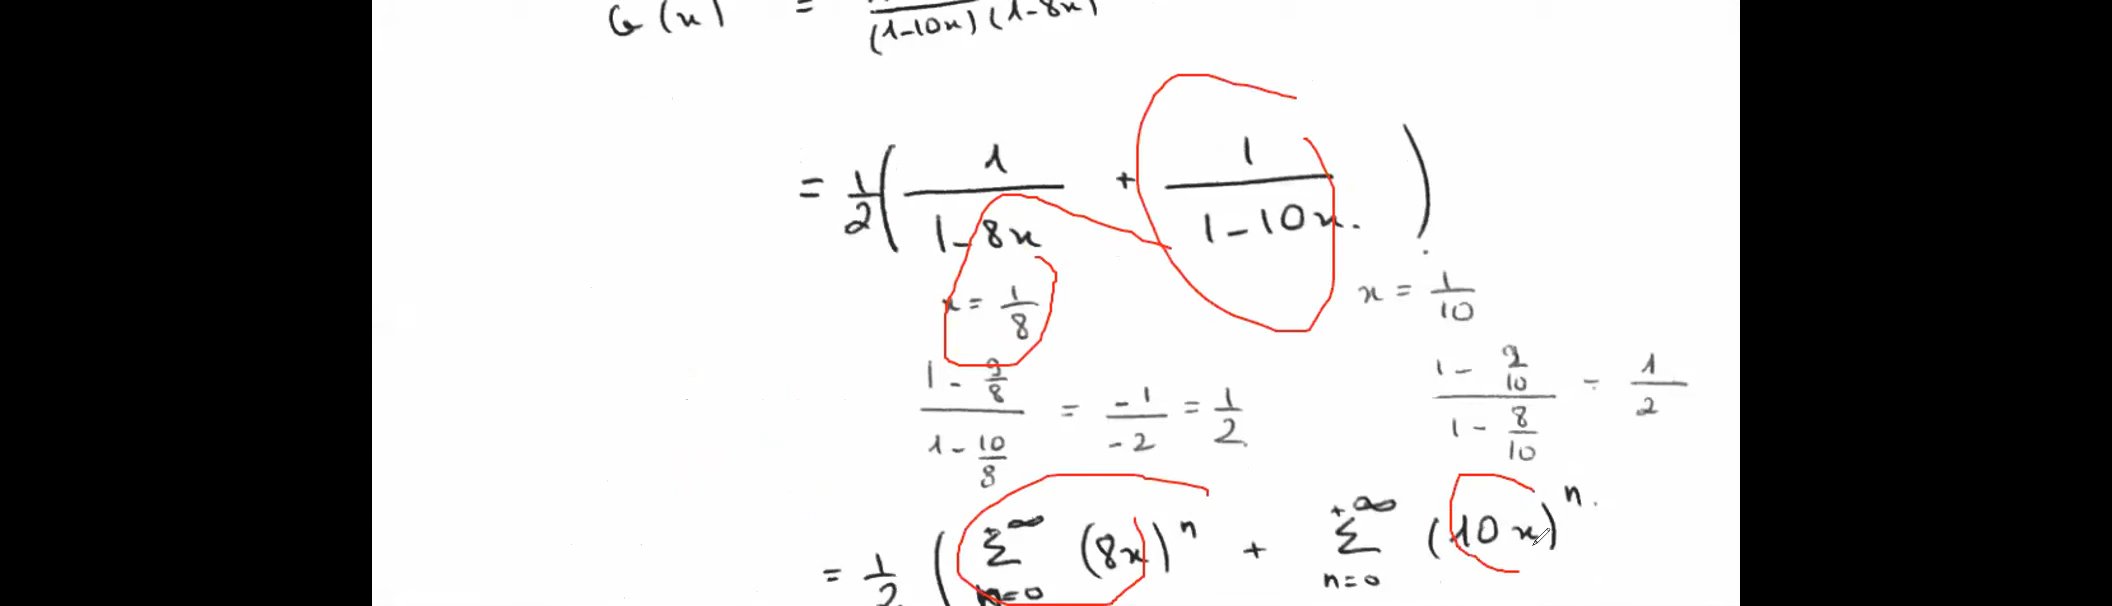 G(x) = / (1-10x)(1-8x)
= 1/2 ( 1/(1-8x) + 1/(1-10x). ) .
x = 1/8
x = 1/10
(1 - 9/8)/(1 - 10/8) = -1/-2 = 1/2.
(1 - 9/10)/(1 - 8/10) = 1/2
= 1/2 ( Σ_{n=0}^{+∞} (8x)^n + Σ_{n=0}^{+∞} (10x)^n.